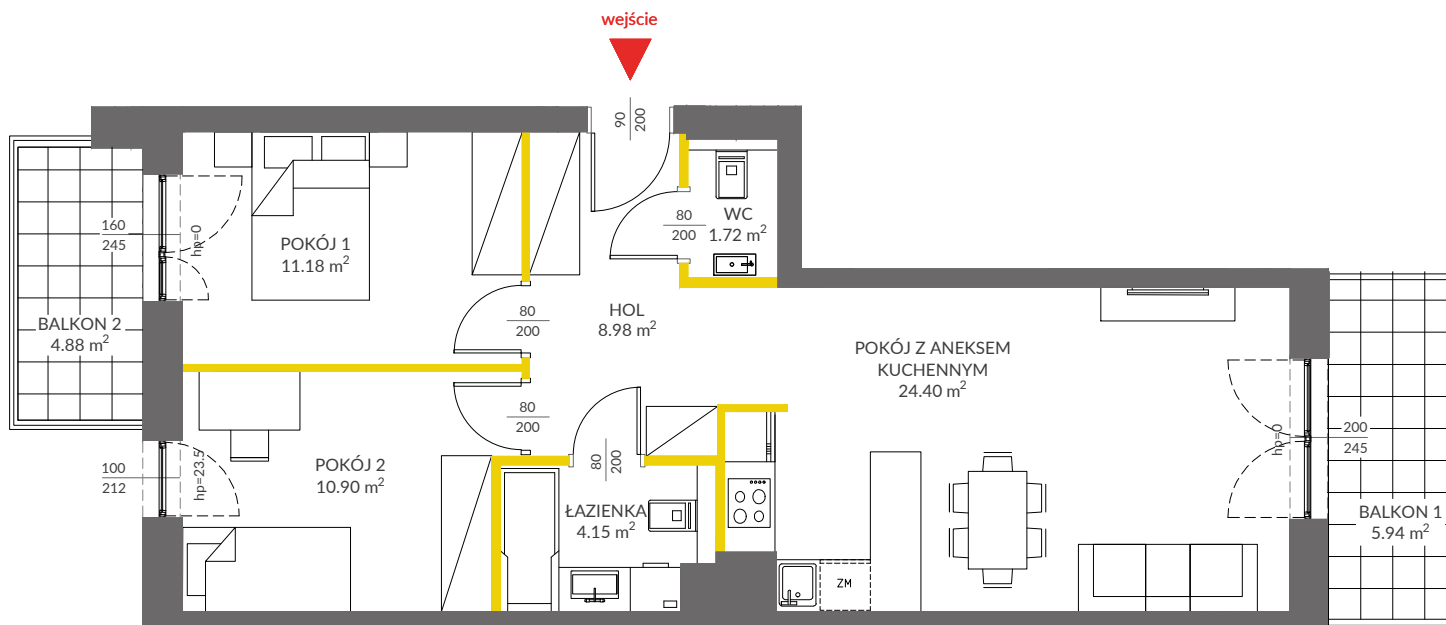 wejście
90
200
160
245
hp=0
POKÓJ 1
11.18 m²
80
200
WC
1.72 m²
BALKON 2
4.88 m²
80
200
HOL
8.98 m²
POKÓJ Z ANEKSEM
KUCHENNYM
24.40 m²
80
200
hp=0
200
245
100
212
hp=23.5
POKÓJ 2
10.90 m²
80
200
ŁAZIENKA
4.15 m²
BALKON 1
5.94 m²
ZM